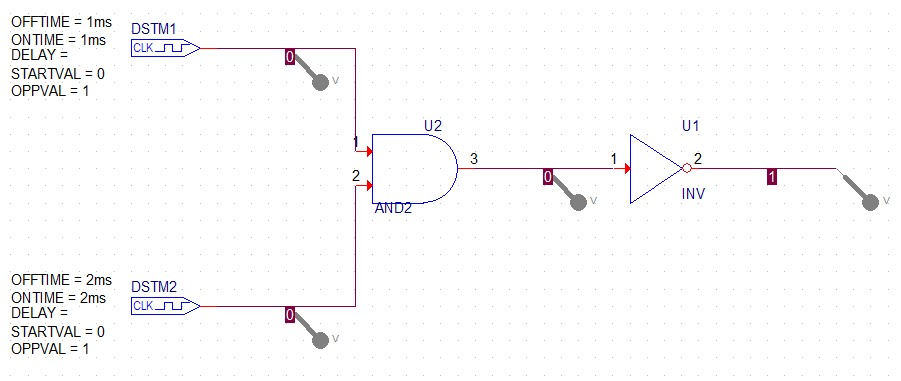 OFFTIME = 1ms
ONTIME = 1ms
DELAY =
STARTVAL = 0
OPPVAL = 1
DSTM1
CLK
0
V
U2
1
2
3
AND2
0
V
U1
1
2
INV
1
V
OFFTIME = 2ms
ONTIME = 2ms
DELAY =
STARTVAL = 0
OPPVAL = 1
DSTM2
CLK
0
V